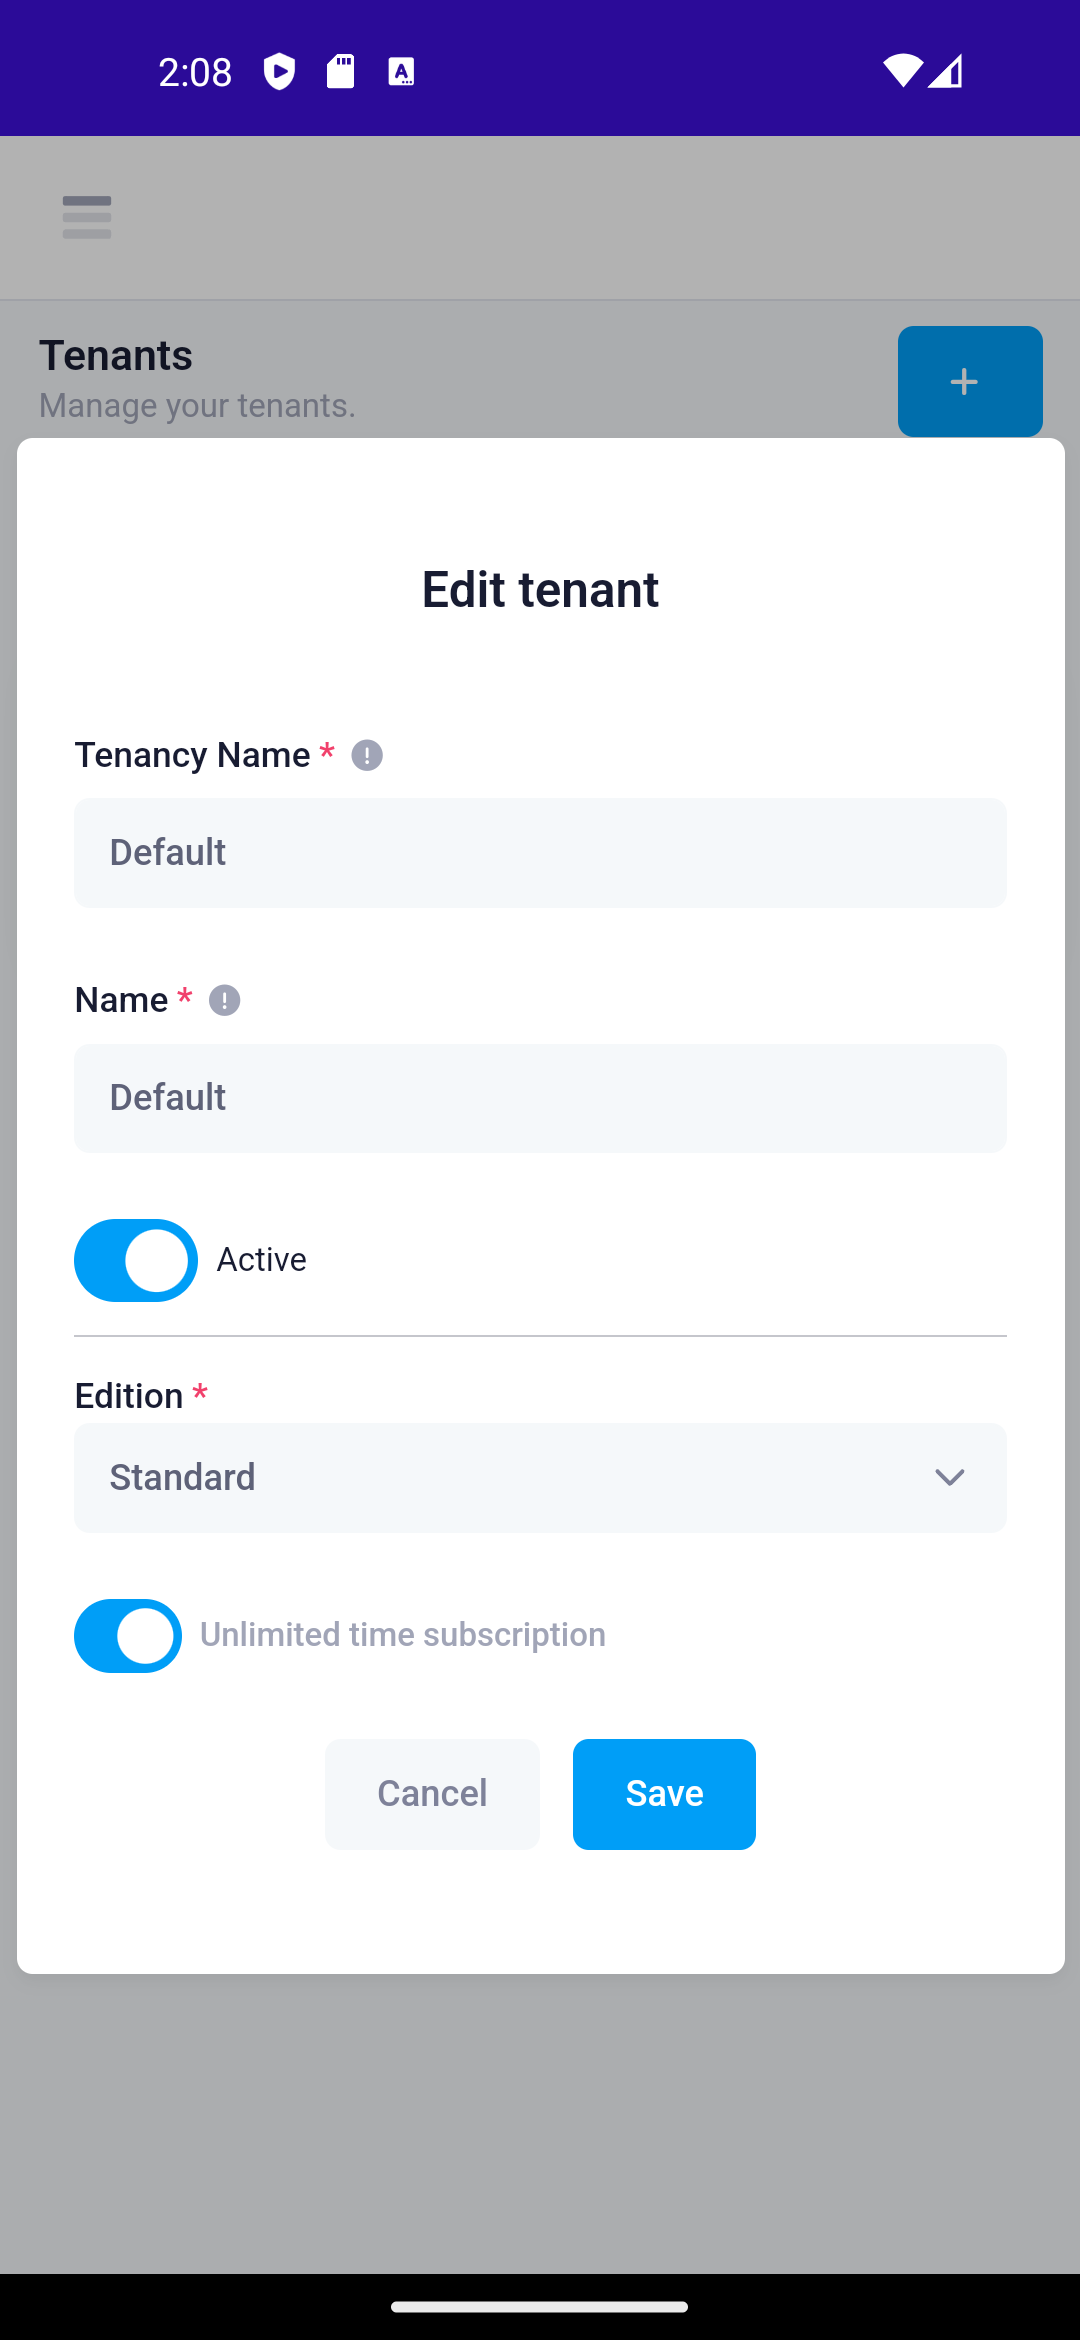 2:08
Tenants
Manage your tenants.
Edit tenant
Tenancy Name *
Default
Name *
Default
Active
Edition *
Standard
Unlimited time subscription
Cancel
Save